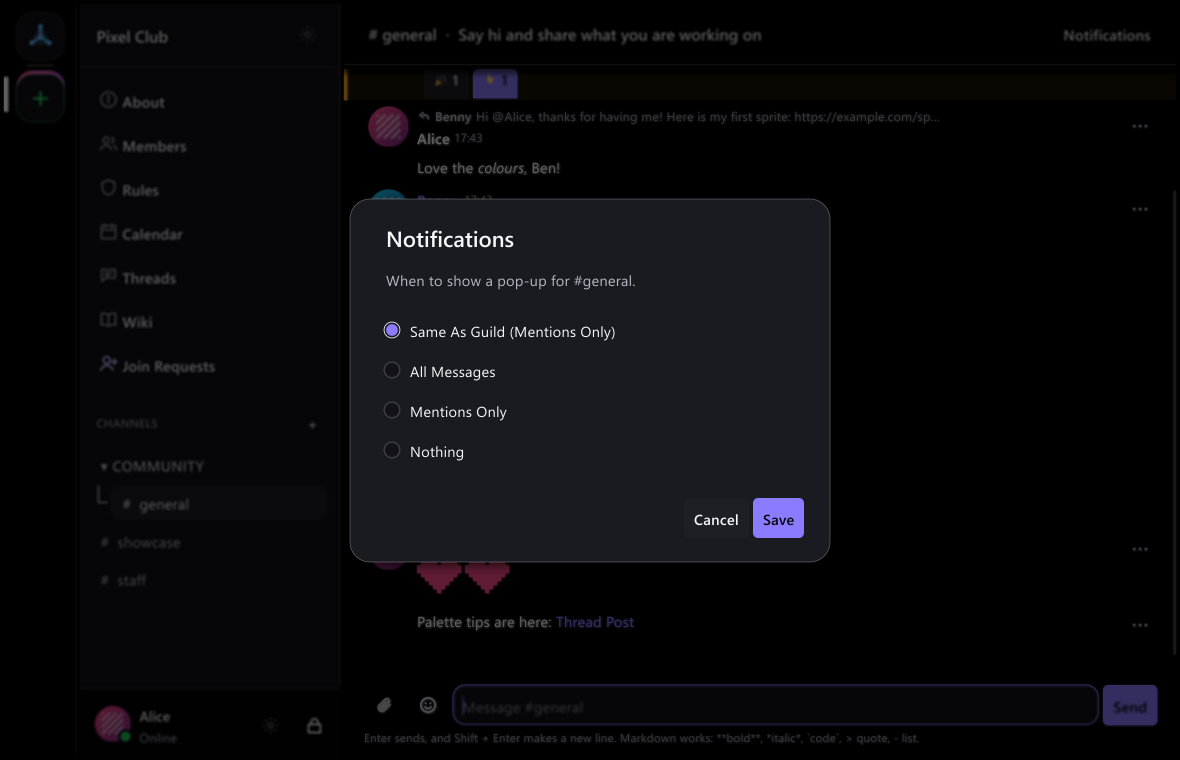 Pixel Club
# general · Say hi and share what you are working on
Notifications
1 1
About
Members
Rules
Calendar
Threads
Wiki
Join Requests
CHANNELS +
▾ COMMUNITY
# general
# showcase
# staff
Alice
Online
Benny Hi @Alice, thanks for having me! Here is my first sprite: https://example.com/sp...
Alice 17:43
Love the colours, Ben!
Benny 17:43
Notifications
When to show a pop-up for #general.
Same As Guild (Mentions Only)
All Messages
Mentions Only
Nothing
Cancel Save
Palette tips are here: Thread Post
Message #general
Send
Enter sends, and Shift + Enter makes a new line. Markdown works: **bold**, *italic*, `code`, > quote, - list.